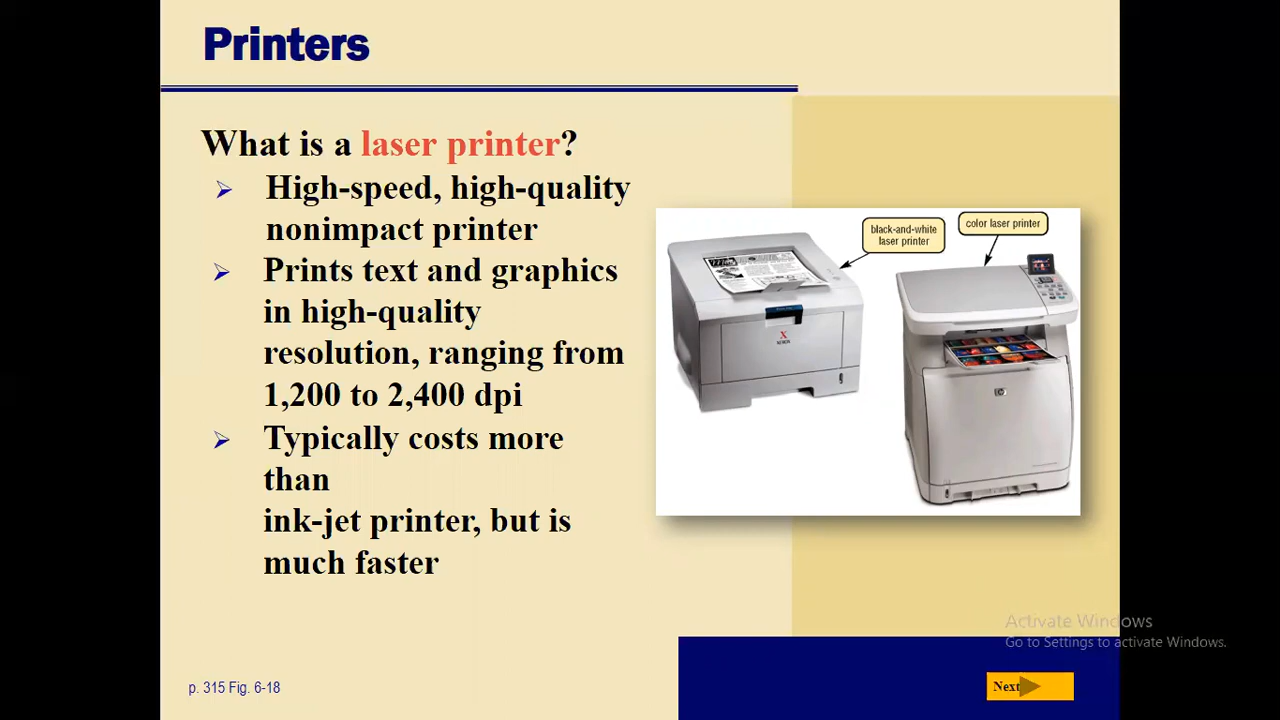 Printers
What is a laser printer?
High-speed, high-quality
nonimpact printer
Prints text and graphics
in high-quality
resolution, ranging from
1,200 to 2,400 dpi
Typically costs more
than
ink-jet printer, but is
much faster
black-and-white
laser printer
color laser printer
X
XEROX
hp
Activate Windows
Go to Settings to activate Windows.
p. 315 Fig. 6-18
Next